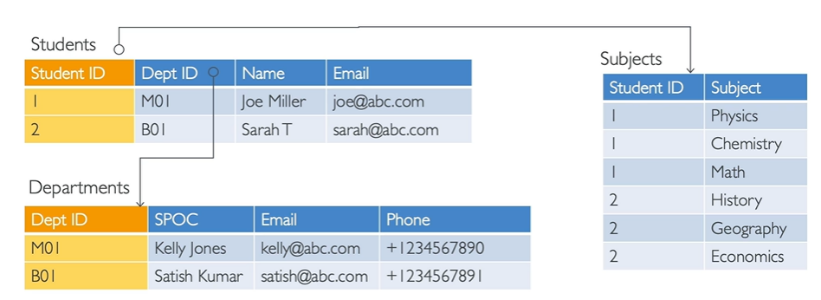 Students
Student ID Dept ID Name Email
1 M01 Joe Miller joe@abc.com
2 B01 Sarah T sarah@abc.com
Departments
Dept ID SPOC Email Phone
M01 Kelly Jones kelly@abc.com +1234567890
B01 Satish Kumar satish@abc.com +1234567891
Subjects
Student ID Subject
1 Physics
1 Chemistry
1 Math
2 History
2 Geography
2 Economics